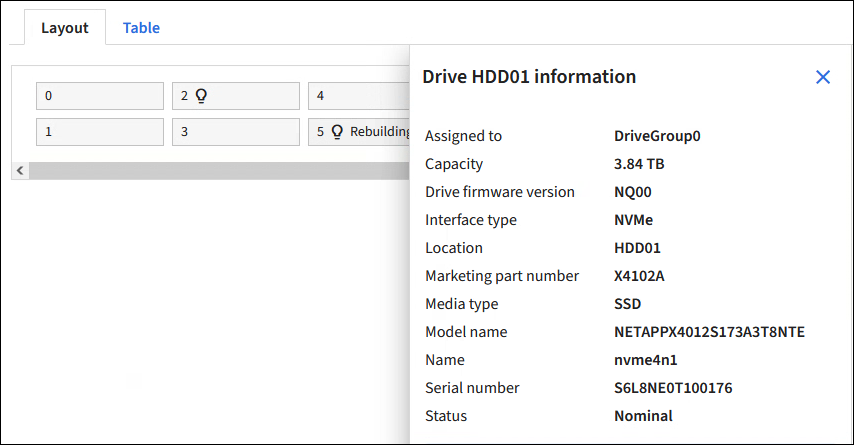 Layout Table
0 2 4
1 3 5 Rebuilding
Drive HDD01 information
Assigned to DriveGroup0
Capacity 3.84 TB
Drive firmware version NQ00
Interface type NVMe
Location HDD01
Marketing part number X4102A
Media type SSD
Model name NETAPPX4012S173A3T8NTE
Name nvme4n1
Serial number S6L8NE0T100176
Status Nominal